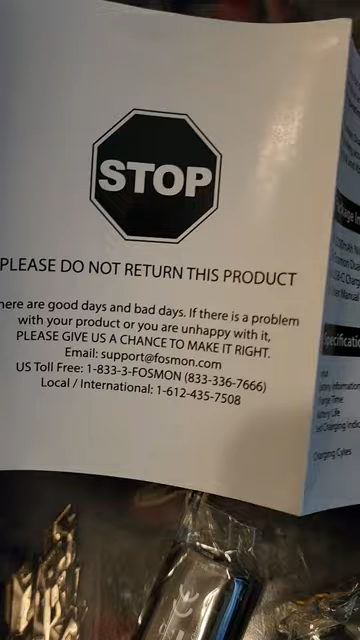 STOP
PLEASE DO NOT RETURN THIS PRODUCT
here are good days and bad days. If there is a problem
with your product or you are unhappy with it,
PLEASE GIVE US A CHANCE TO MAKE IT RIGHT.
Email: support@fosmon.com
US Toll Free: 1-833-3-FOSMON (833-336-7666)
Local / International: 1-612-435-7508
Charging Cyles
CE